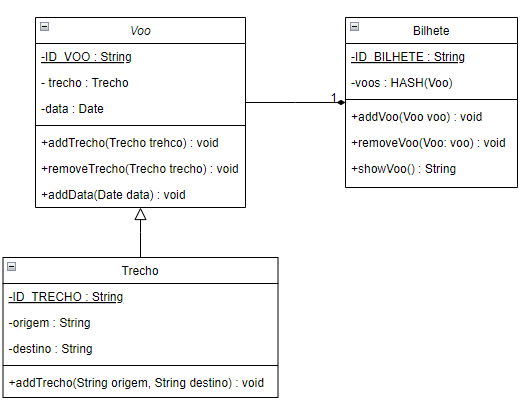 Voo
-ID_VOO : String
- trecho : Trecho
-data : Date
+addTrecho(Trecho trehco) : void
+removeTrecho(Trecho trecho) : void
+addData(Date data) : void
1
Bilhete
-ID_BILHETE : String
-voos : HASH(Voo)
+addVoo(Voo voo) : void
+removeVoo(Voo: voo) : void
+showVoo() : String
Trecho
-ID_TRECHO : String
-origem : String
-destino : String
+addTrecho(String origem, String destino) : void